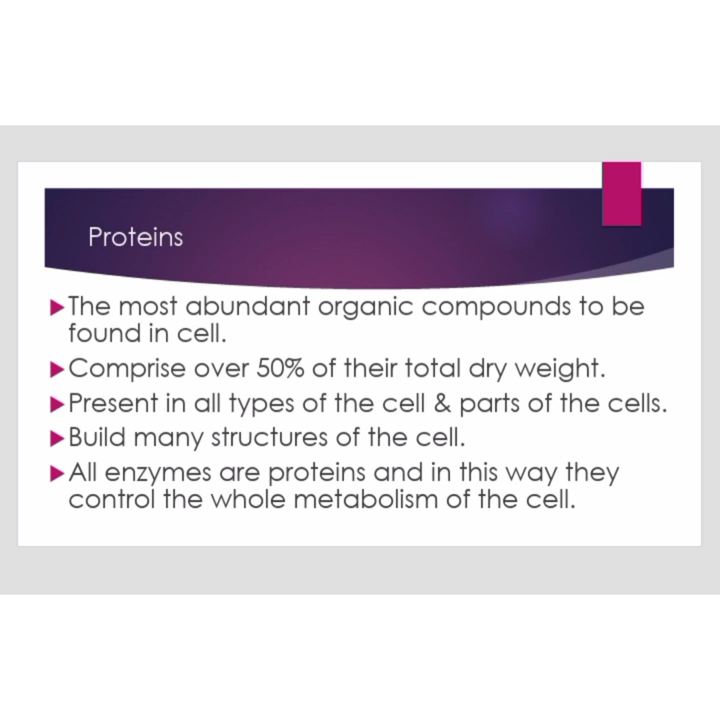 Proteins
The most abundant organic compounds to be
found in cell.
Comprise over 50% of their total dry weight.
Present in all types of the cell & parts of the cells.
Build many structures of the cell.
All enzymes are proteins and in this way they
control the whole metabolism of the cell.